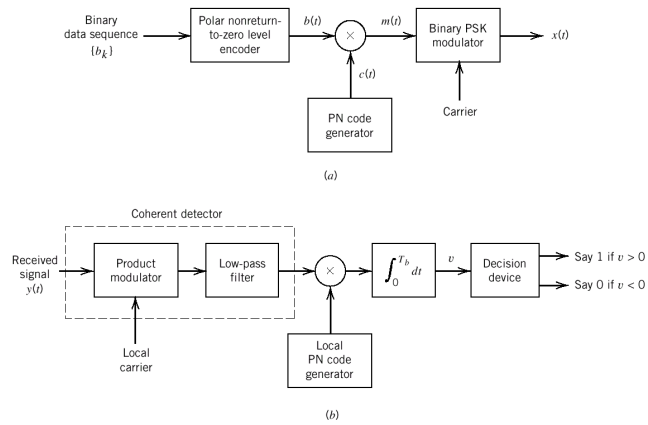 Binary
data sequence
{b_k}
Polar nonreturn-
to-zero level
encoder
b(t)
×
m(t)
Binary PSK
modulator
x(t)
c(t)
PN code
generator
Carrier
(a)
Coherent detector
Received
signal
y(t)
Product
modulator
Low-pass
filter
×
∫₀^{T_b} dt
v
Decision
device
Say 1 if v > 0
Say 0 if v < 0
Local
carrier
Local
PN code
generator
(b)